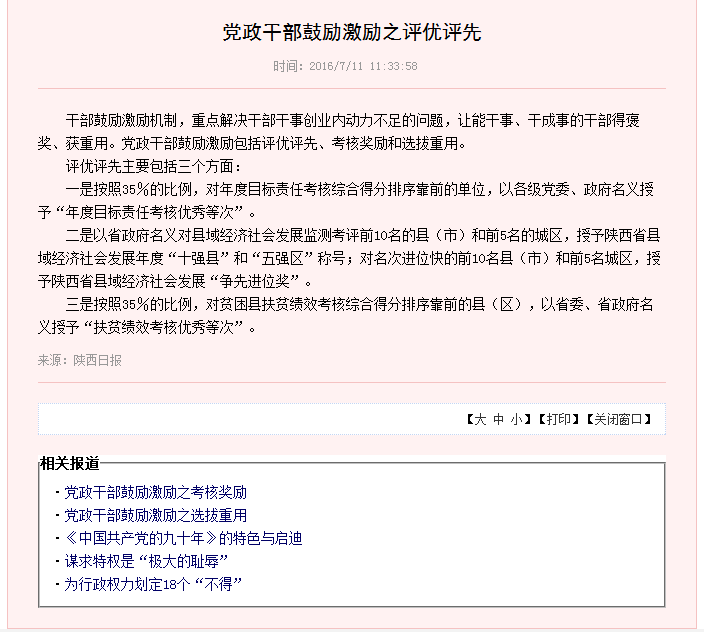 党政干部鼓励激励之评优评先
时间：2016/7/11 11:33:58
干部鼓励激励机制，重点解决干部干事创业内动力不足的问题，让能干事、干成事的干部得褒
奖、获重用。党政干部鼓励激励包括评优评先、考核奖励和选拔重用。
评优评先主要包括三个方面：
一是按照35％的比例，对年度目标责任考核综合得分排序靠前的单位，以各级党委、政府名义授
予“年度目标责任考核优秀等次”。
二是以省政府名义对县域经济社会发展监测考评前10名的县（市）和前5名的城区，授予陕西省县
域经济社会发展年度“十强县”和“五强区”称号；对名次进位快的前10名县（市）和前5名城区，授
予陕西省县域经济社会发展“争先进位奖”。
三是按照35％的比例，对贫困县扶贫绩效考核综合得分排序靠前的县（区），以省委、省政府名
义授予“扶贫绩效考核优秀等次”。
来源：陕西日报
【大 中 小】【打印】【关闭窗口】
相关报道
·党政干部鼓励激励之考核奖励
·党政干部鼓励激励之选拔重用
·《中国共产党的九十年》的特色与启迪
·谋求特权是“极大的耻辱”
·为行政权力划定18个“不得”